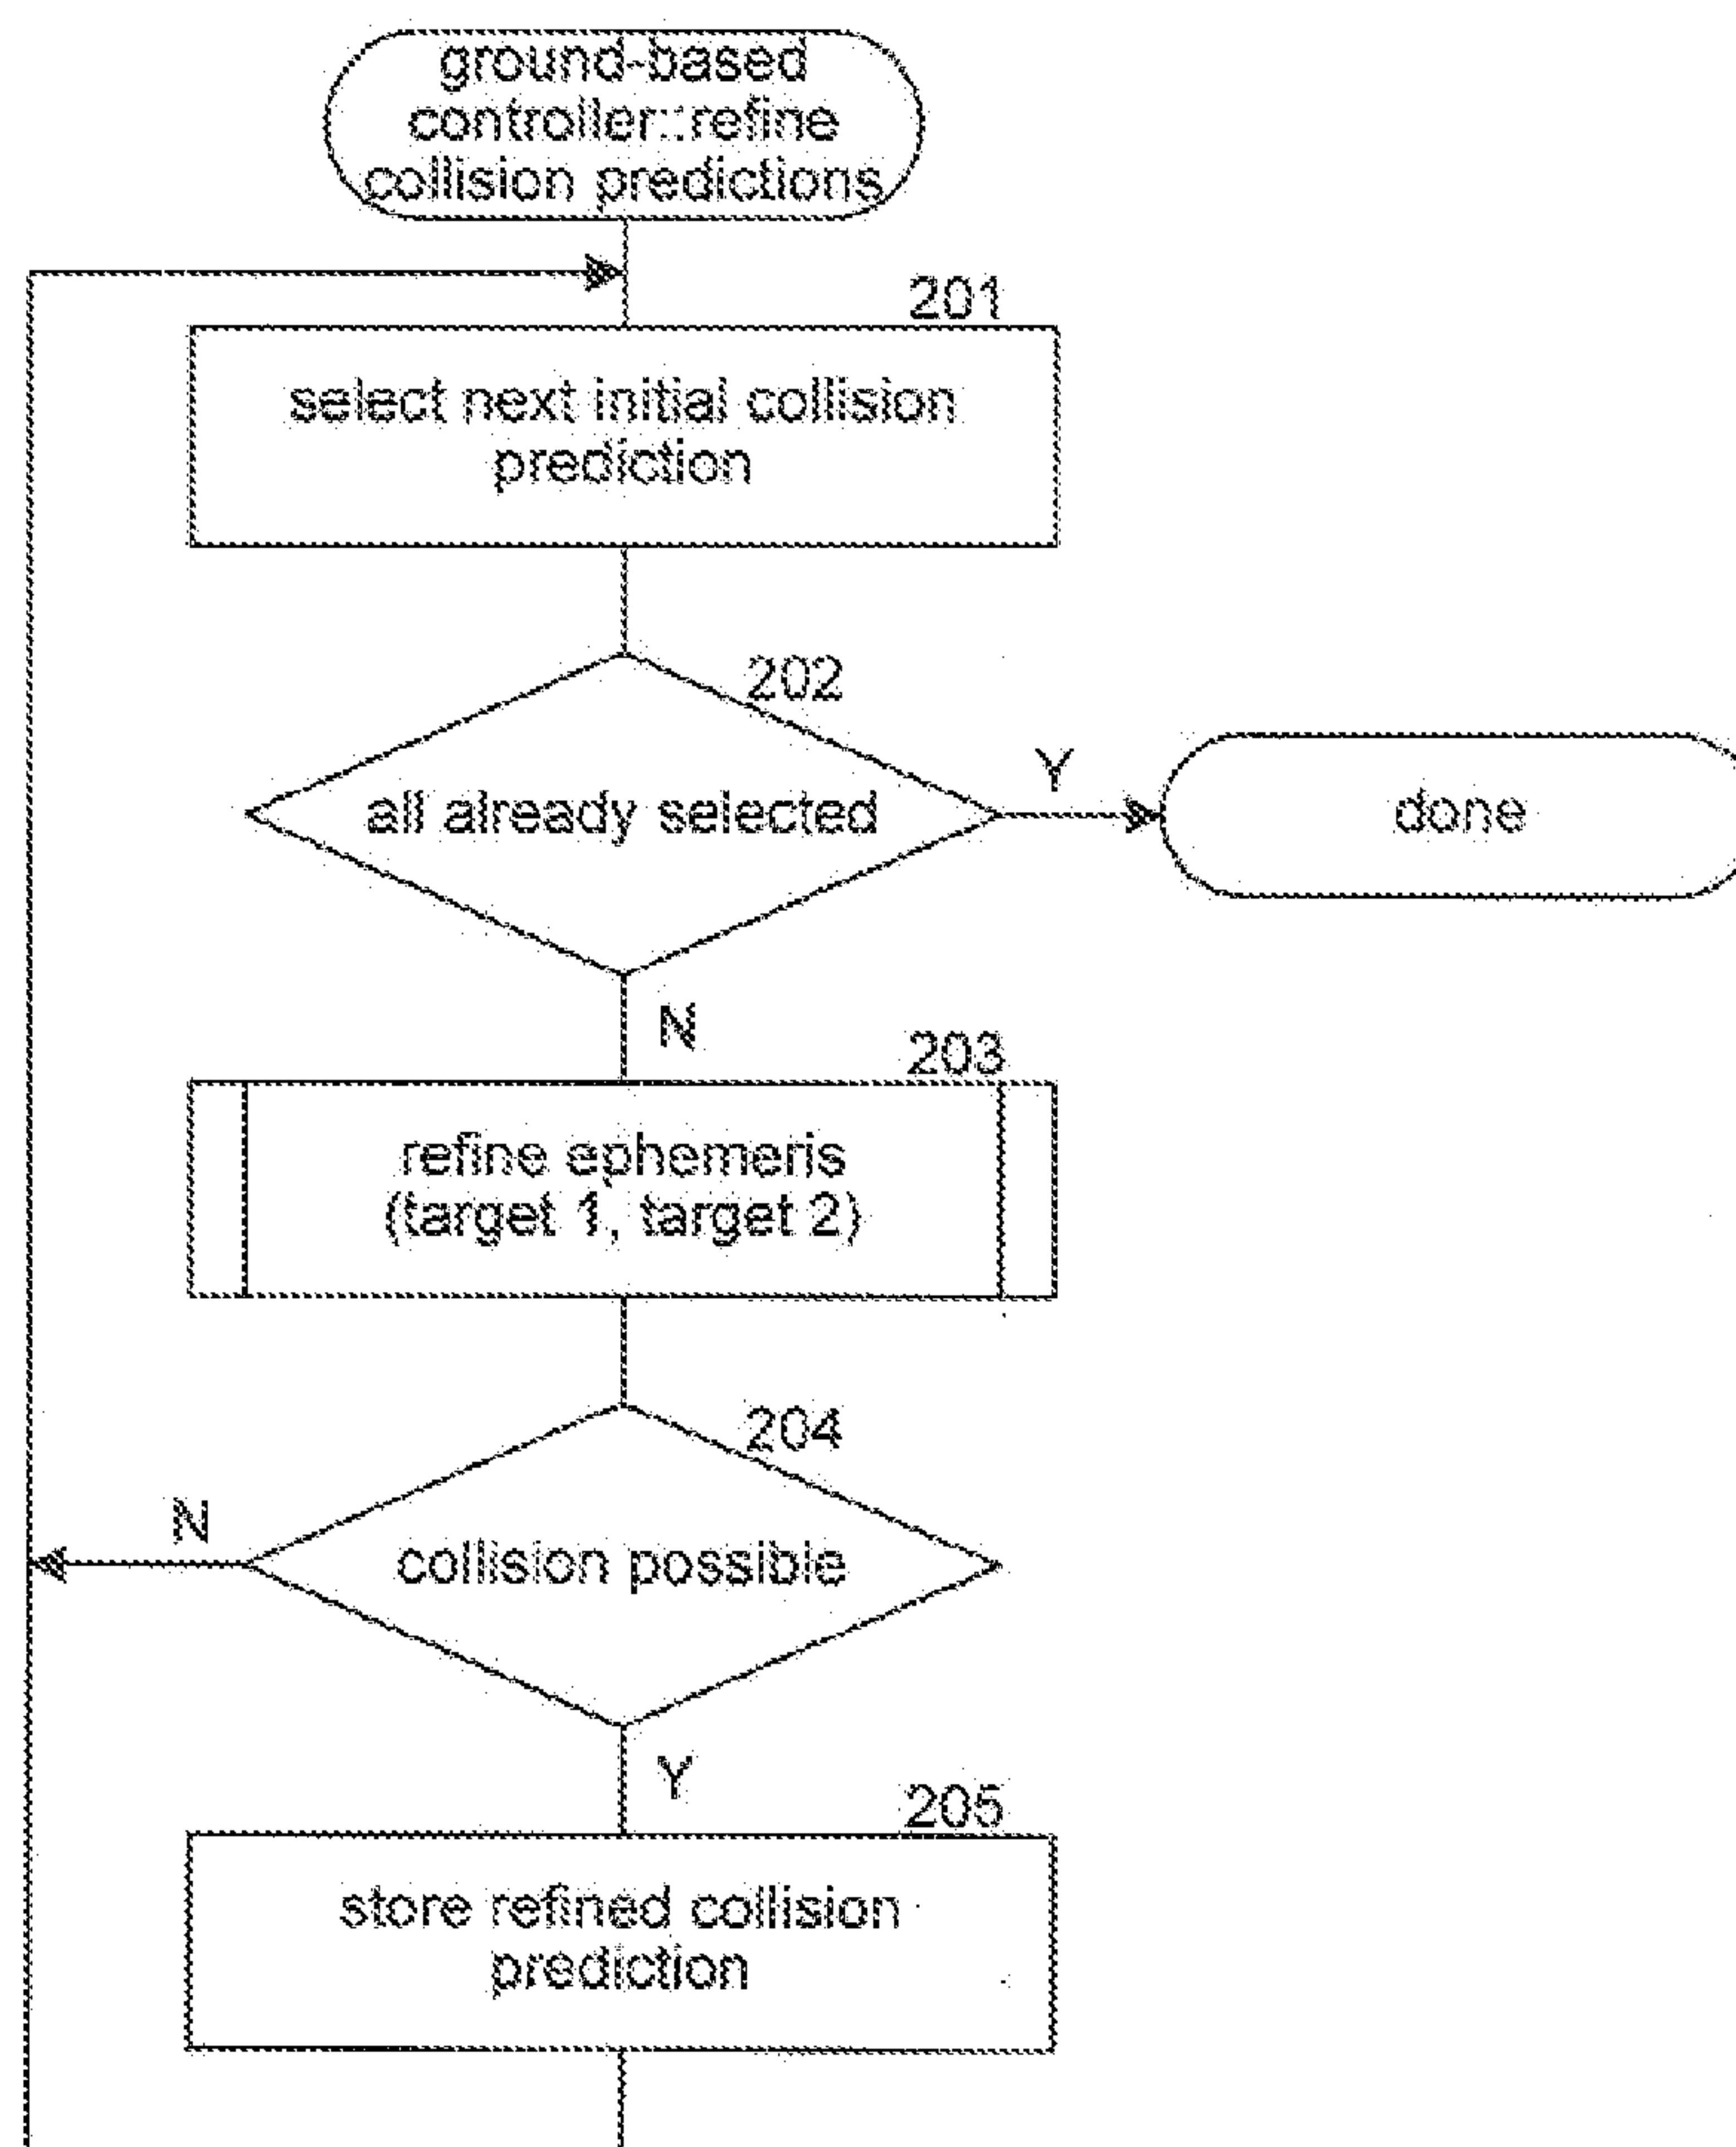 ground-based
controller::refine
collision predictions
201
select next initial collision
prediction
202
all already selected
Y
done
N
203
refine ephemeris
(target 1, target 2)
204
N
collision possible
Y
205
store refined collision
prediction